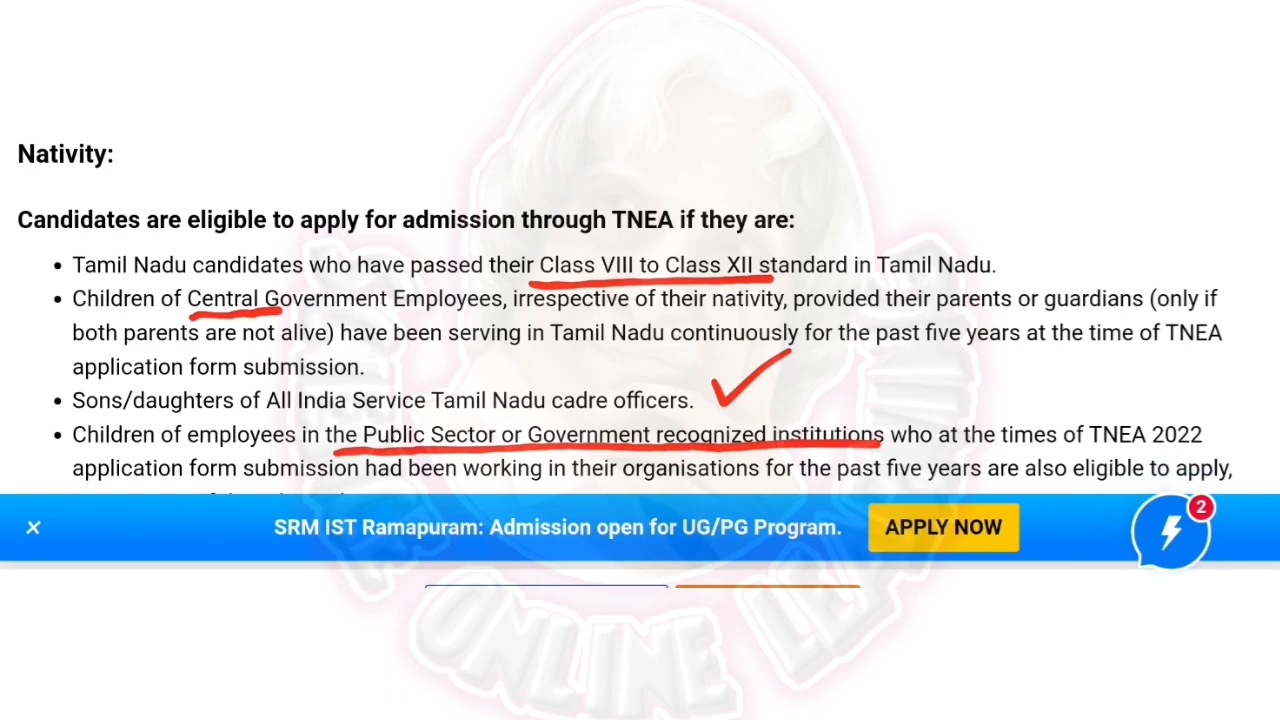 Nativity:
Candidates are eligible to apply for admission through TNEA if they are:
• Tamil Nadu candidates who have passed their Class VIII to Class XII standard in Tamil Nadu.
• Children of Central Government Employees, irrespective of their nativity, provided their parents or guardians (only if
both parents are not alive) have been serving in Tamil Nadu continuously for the past five years at the time of TNEA
application form submission.
• Sons/daughters of All India Service Tamil Nadu cadre officers.
• Children of employees in the Public Sector or Government recognized institutions who at the times of TNEA 2022
application form submission had been working in their organisations for the past five years are also eligible to apply,
× SRM IST Ramapuram: Admission open for UG/PG Program. APPLY NOW 2
ONLINE